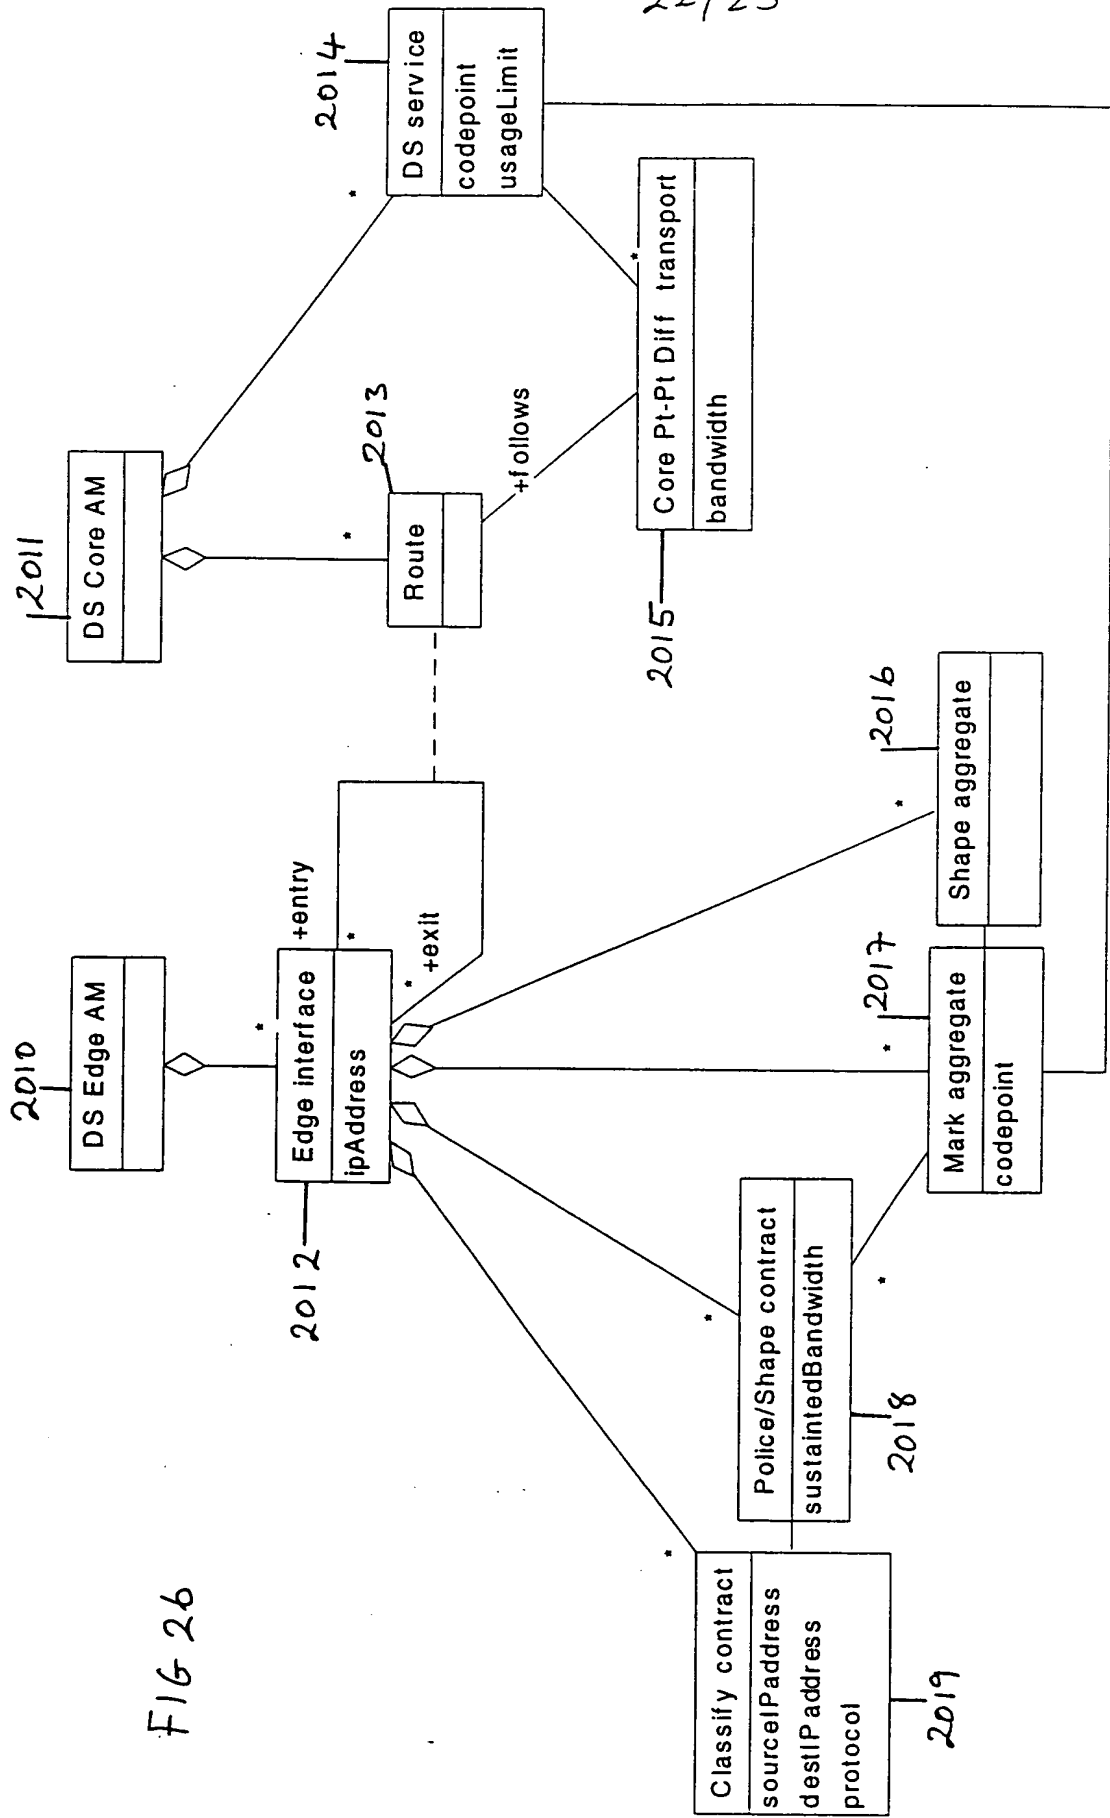 22/25
2010
DS Edge AM
2011
DS Core AM
2012
Edge interface
ipAddress
+entry
*
*
+exit
*
2013
Route
*
2014
DS service
codepoint
usageLimit
*
+follows
2015
Core Pt-Pt Diff transport
bandwidth
*
2019
Classify contract
sourceIPaddress
destIPaddress
protocol
*
2018
Police/Shape contract
sustaintedBandwidth
*
2017
Mark aggregate
codepoint
*
*
2016
Shape aggregate
*
FIG 26